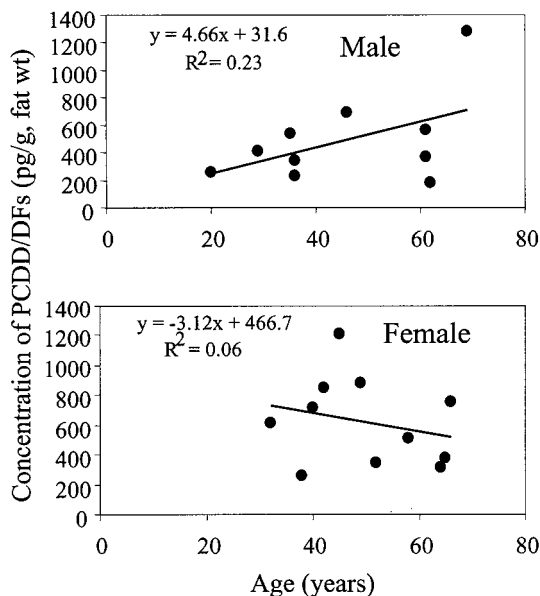 Concentration of PCDD/DFs (pg/g, fat wt)
1400
1200
1000
800
600
400
200
0
y = 4.66x + 31.6
R2 = 0.23
Male
0 20 40 60 80
1400
1200
1000
800
600
400
200
0
y = -3.12x + 466.7
R2 = 0.06
Female
0 20 40 60 80
Age (years)